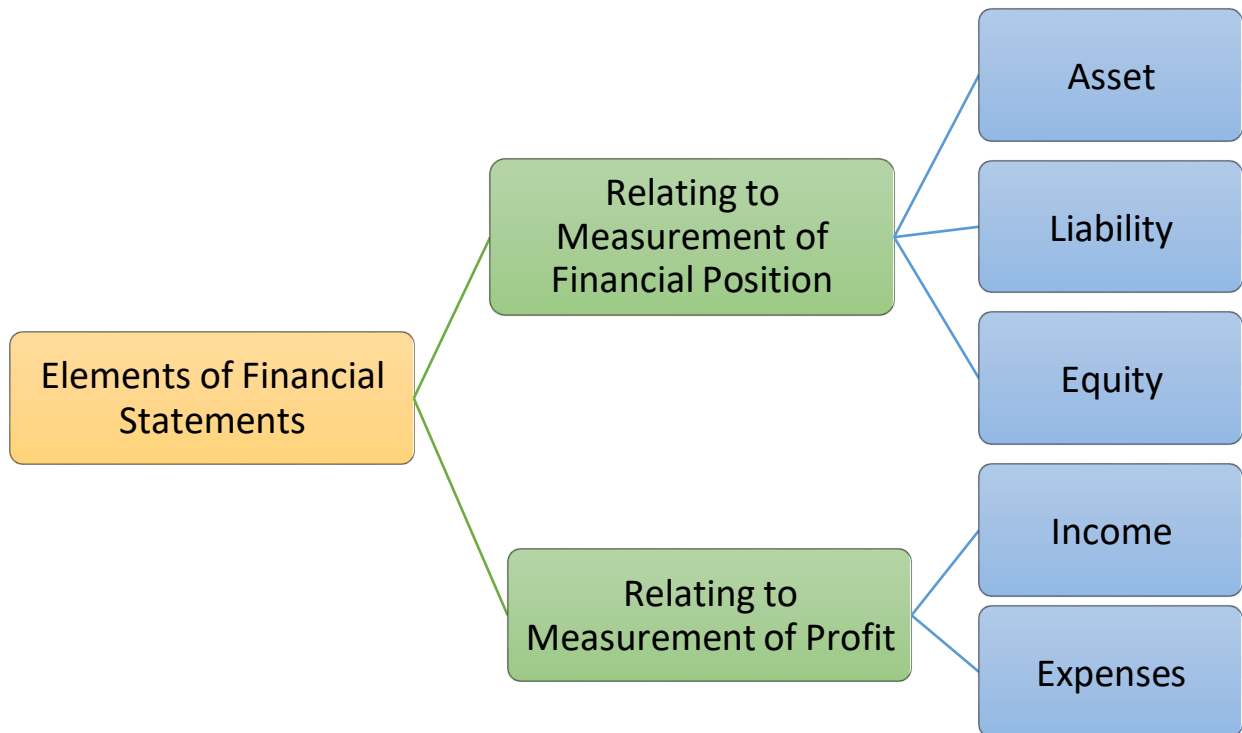 Elements of Financial
Statements
Relating to
Measurement of
Financial Position
Asset
Liability
Equity
Relating to
Measurement of Profit
Income
Expenses